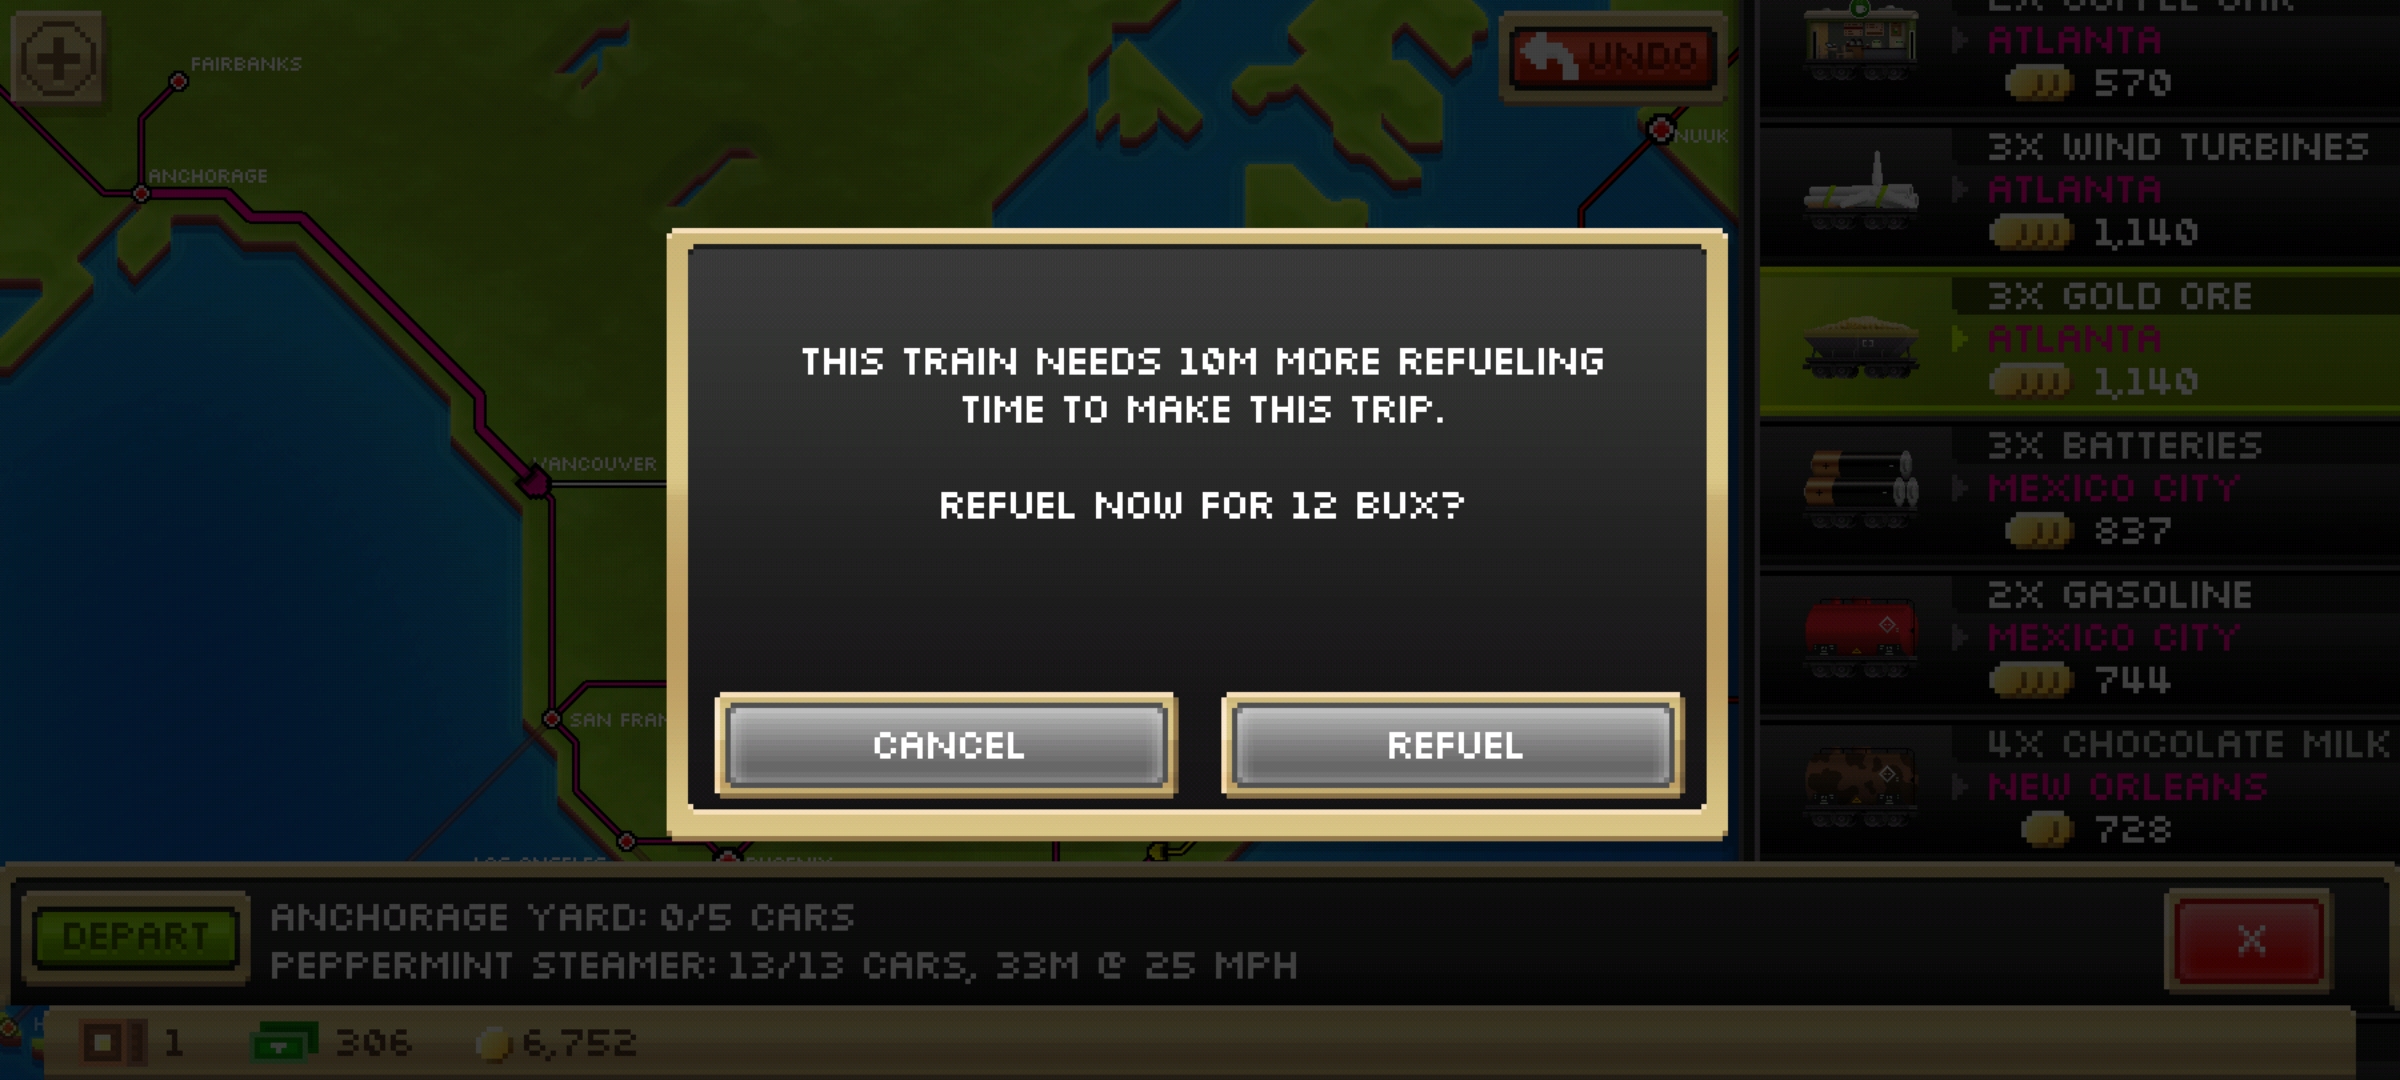 FAIRBANKS
ANCHORAGE
VANCOUVER
SAN FRAN
PHOENIX
NUUK
UNDO
ATLANTA
570
3X WIND TURBINES
ATLANTA
1,140
3X GOLD ORE
ATLANTA
1,140
3X BATTERIES
MEXICO CITY
837
2X GASOLINE
MEXICO CITY
744
4X CHOCOLATE MILK
NEW ORLEANS
728
THIS TRAIN NEEDS 10M MORE REFUELING
TIME TO MAKE THIS TRIP.
REFUEL NOW FOR 12 BUX?
CANCEL
REFUEL
DEPART
ANCHORAGE YARD: 0/5 CARS
PEPPERMINT STEAMER: 13/13 CARS, 33M @ 25 MPH
X
1
306
6,752